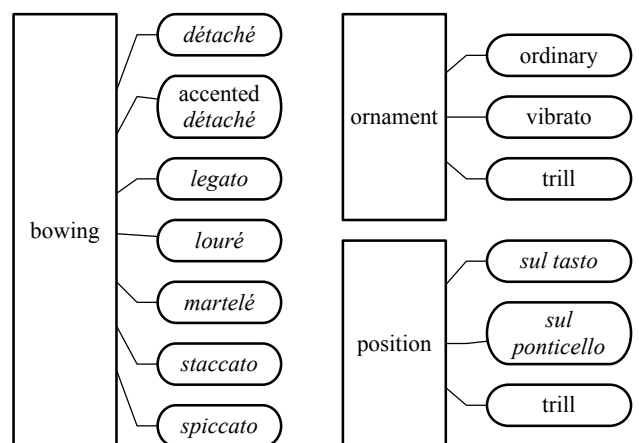 bowing
détaché
accented
détaché
legato
louré
martelé
staccato
spiccato
ornament
ordinary
vibrato
trill
position
sul tasto
sul
ponticello
trill